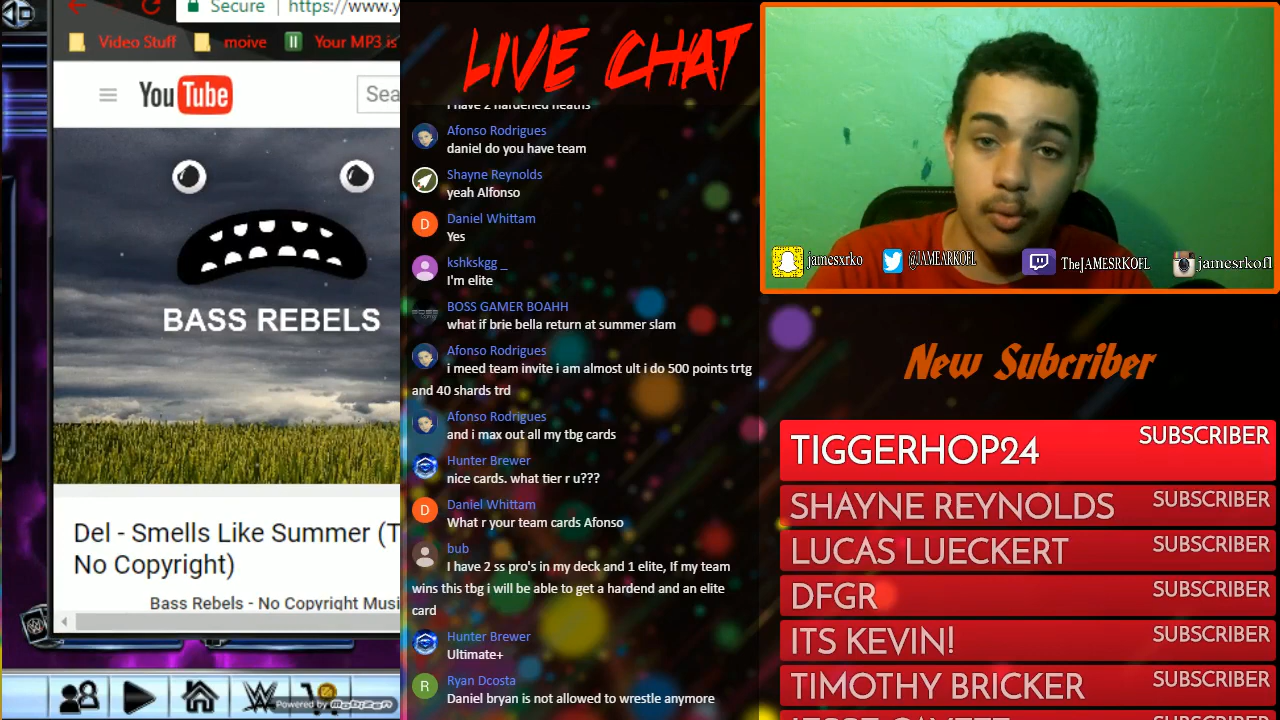 Secure
https://www.y
Video Stuff
moive
Your MP3 is
YouTube
Sea
BASS REBELS
Del - Smells Like Summer (T
No Copyright)
Bass Rebels - No Copyright Musi
Powered by MOBIZEN
LIVE CHAT
I have 2 hardened heaths
Afonso Rodrigues
daniel do you have team
Shayne Reynolds
yeah Alfonso
Daniel Whittam
Yes
kshkskgg _
I'm elite
BOSS GAMER BOAHH
what if brie bella return at summer slam
Afonso Rodrigues
i meed team invite i am almost ult i do 500 points trtg
and 40 shards trd
Afonso Rodrigues
and i max out all my tbg cards
Hunter Brewer
nice cards. what tier r u???
D
Daniel Whittam
What r your team cards Afonso
bub
I have 2 ss pro's in my deck and 1 elite, If my team
wins this tbg i will be able to get a hardend and an elite
card
Hunter Brewer
Ultimate+
R
Ryan Dcosta
Daniel bryan is not allowed to wrestle anymore
jamesxrko
@JAMEARKOFL
TheJAMESRKOFL
jamesrkofl
New Subcriber
TIGGERHOP24 SUBSCRIBER
SHAYNE REYNOLDS SUBSCRIBER
LUCAS LUECKERT SUBSCRIBER
DFGR SUBSCRIBER
ITS KEVIN! SUBSCRIBER
TIMOTHY BRICKER SUBSCRIBER
SUBSCRIBER